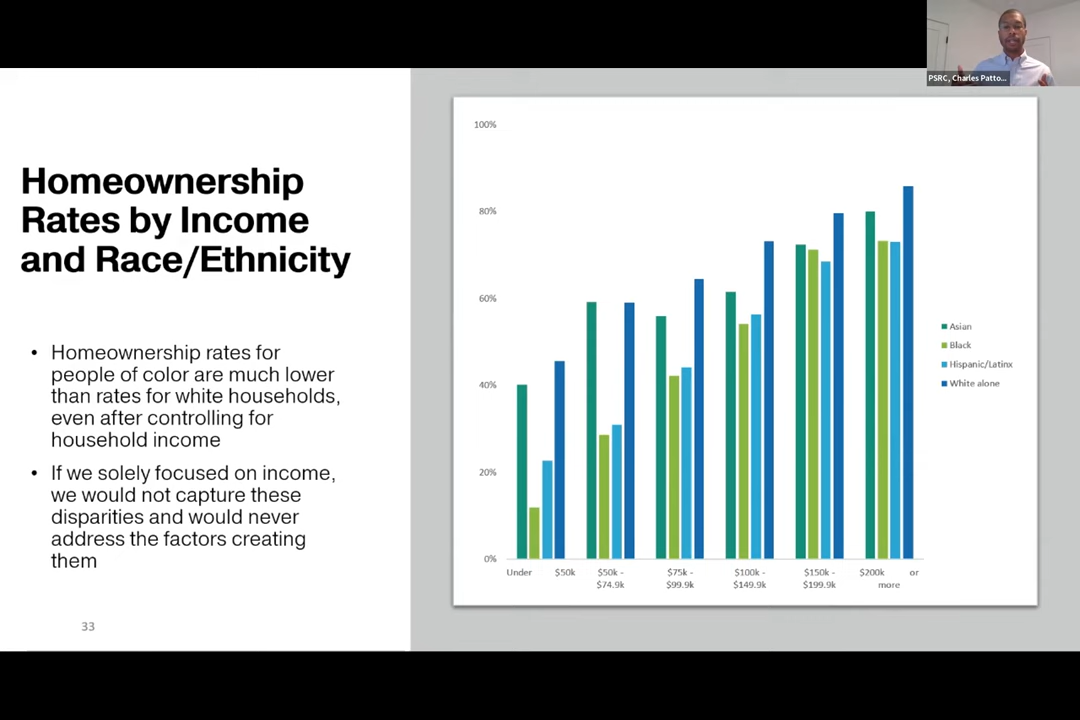 PSRC, Charles Patto...
Homeownership
Rates by Income
and Race/Ethnicity
• Homeownership rates for
people of color are much lower
than rates for white households,
even after controlling for
household income
• If we solely focused on income,
we would not capture these
disparities and would never
address the factors creating
them
33
100%
80%
60%
40%
20%
0%
Under $50k
$50k -
$74.9k
$75k -
$99.9k
$100k -
$149.9k
$150k -
$199.9k
$200k or
more
Asian
Black
Hispanic/Latinx
White alone